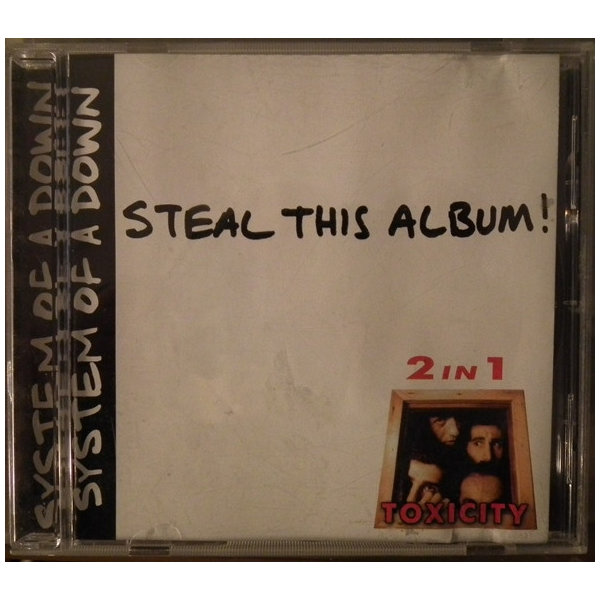 SYSTEM OF A DOWN
SYSTEM OF A DOWN
STEAL THIS ALBUM!
2 IN 1
TOXICITY